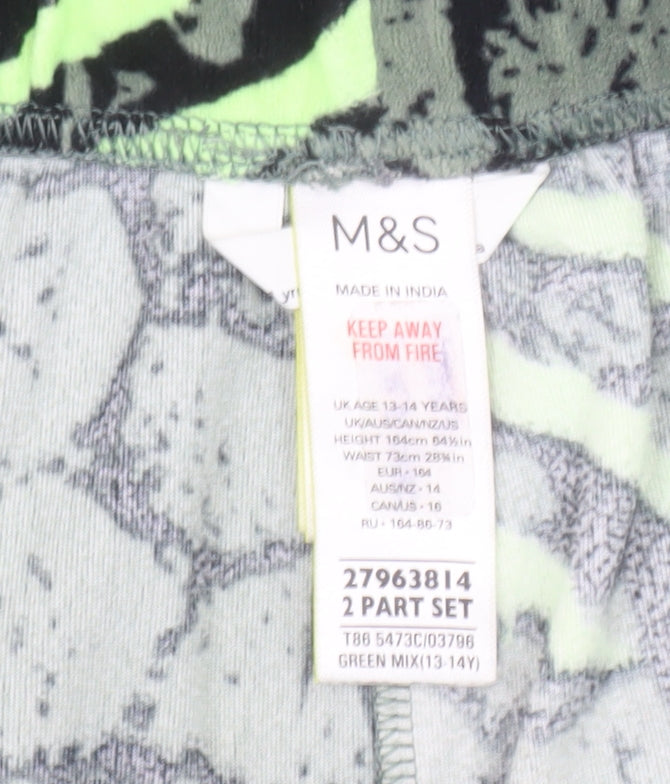 M&S
MADE IN INDIA
KEEP AWAY
FROM FIRE
UK AGE 13-14 YEARS
UK/AUS/CAN/NZ/US
HEIGHT 164cm 64½in
WAIST 73cm 28¾in
EUR • 164
AUS/NZ • 14
CAN/US • 16
RU • 164-86-73
27963814
2 PART SET
T86 5473C/03796
GREEN MIX(13-14Y)